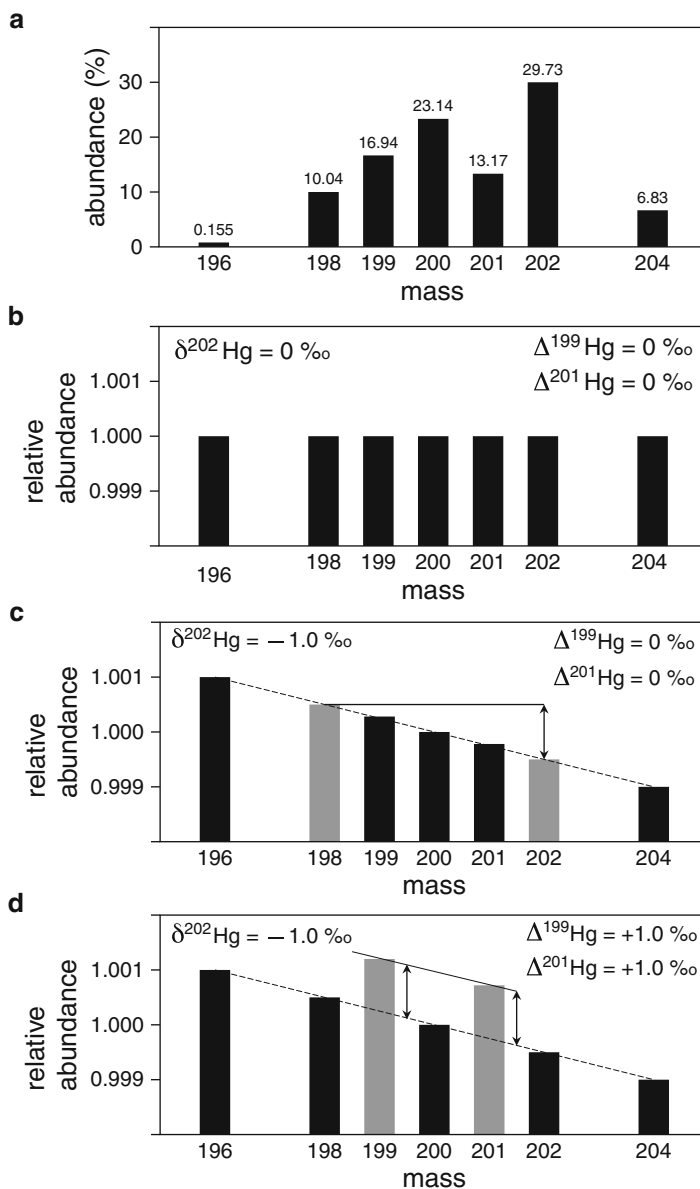 a
abundance (%)
30
20
10
0
0.155
10.04
16.94
23.14
13.17
29.73
6.83
196 198 199 200 201 202 204
mass
b
δ²⁰²Hg = 0 ‰
Δ¹⁹⁹Hg = 0 ‰
Δ²⁰¹Hg = 0 ‰
relative
abundance
1.001
1.000
0.999
196 198 199 200 201 202 204
mass
c
δ²⁰²Hg = – 1.0 ‰
Δ¹⁹⁹Hg = 0 ‰
Δ²⁰¹Hg = 0 ‰
relative
abundance
1.001
1.000
0.999
196 198 199 200 201 202 204
mass
d
δ²⁰²Hg = – 1.0 ‰
Δ¹⁹⁹Hg = +1.0 ‰
Δ²⁰¹Hg = +1.0 ‰
relative
abundance
1.001
1.000
0.999
196 198 199 200 201 202 204
mass